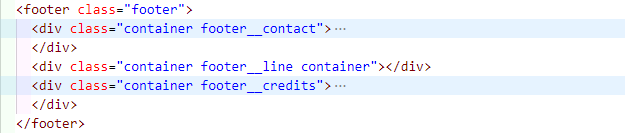 <footer class="footer">
<div class="container footer__contact">…
</div>
<div class="container footer__line container"></div>
<div class="container footer__credits">…
</div>
</footer>